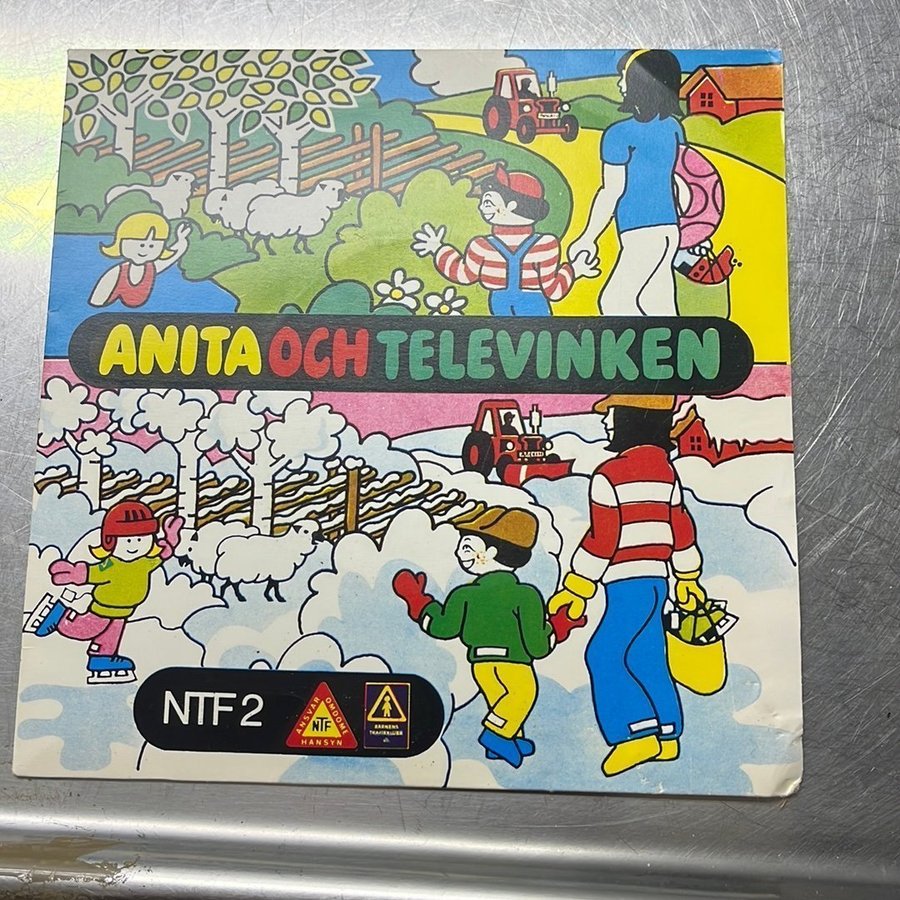 ANITA OCH TELEVINKEN
NTF 2
ANSVAR OMDÖME
NTF
HÄNSYN
BARNENS
TRAFIKKLUBB